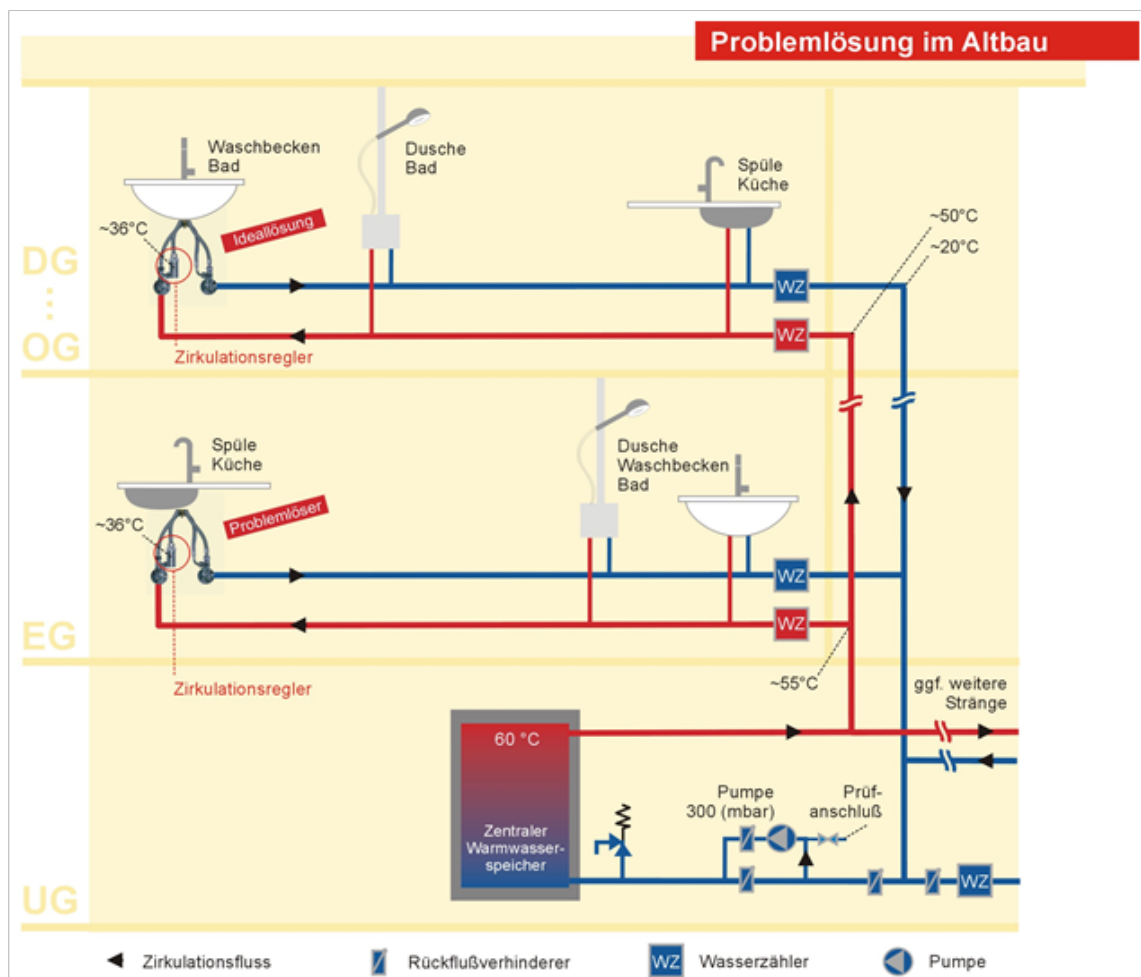 Problemlösung im Altbau
Waschbecken
Bad
Dusche
Bad
Spüle
Küche
~36°C
Ideallösung
~50°C
~20°C
DG
WZ
OG
WZ
Zirkulationsregler
Spüle
Küche
Dusche
Waschbecken
Bad
~36°C
Problemlöser
WZ
EG
WZ
Zirkulationsregler
~55°C
ggf. weitere
Stränge
60 °C
Zentraler
Warmwasser-
speicher
Pumpe
300 (mbar)
Prüf-
anschluß
WZ
UG
Zirkulationsfluss
Rückflußverhinderer
WZ
Wasserzähler
Pumpe